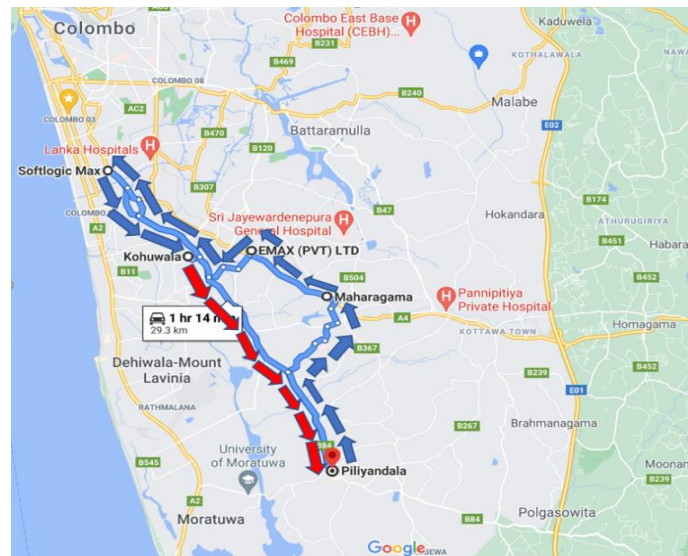 Colombo
Colombo East Base
Hospital (CEBH)...
Kaduwela
B231
B469
KOTHALAWALA
COLOMBO 08
B240
AC2
Malabe
COLOMBO 03
B470
Battaramulla
E02
Lanka Hospitals
B120
Softlogic Max
B307
B47
Hokandara
B174
Sri Jayewardenepura
General Hospital
ATHURUGIRIYA
A2
B451
Habara
EMAX (PVT) LTD
Kohuwala
B11
B504
B452
Maharagama
Pannipitiya
Private Hospital
1 hr 14 m
29.3 km
A4
KOTTAWA TOWN
Homagama
B367
Dehiwala-Mount
Lavinia
B239
E01
RATHMALANA
B267
Brahmanagama
University
of Moratuwa
B84
B452
Moonam
B545
Piliyandala
B239
A2
Moratuwa
B84
Polgasowita
Google